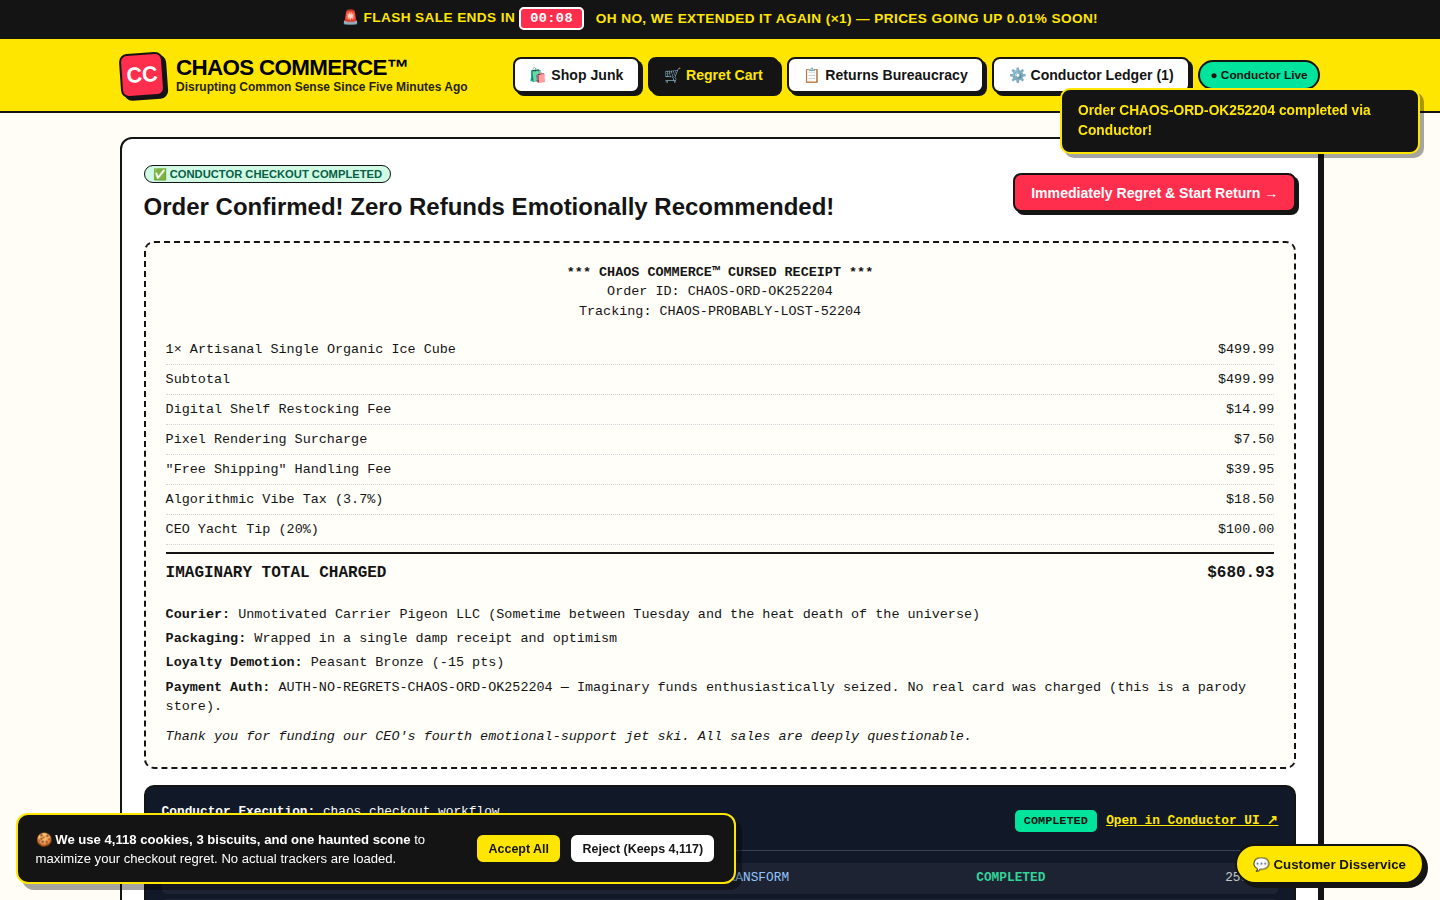 🚨 FLASH SALE ENDS IN 00:08 OH NO, WE EXTENDED IT AGAIN (×1) — PRICES GOING UP 0.01% SOON!
CC
CHAOS COMMERCE™
Disrupting Common Sense Since Five Minutes Ago
🛍️ Shop Junk
🛒 Regret Cart
📋 Returns Bureaucracy
⚙️ Conductor Ledger (1)
● Conductor Live
Order CHAOS-ORD-OK252204 completed via
Conductor!
✅ CONDUCTOR CHECKOUT COMPLETED
Order Confirmed! Zero Refunds Emotionally Recommended!
Immediately Regret & Start Return →
*** CHAOS COMMERCE™ CURSED RECEIPT ***
Order ID: CHAOS-ORD-OK252204
Tracking: CHAOS-PROBABLY-LOST-52204
1× Artisanal Single Organic Ice Cube $499.99
Subtotal $499.99
Digital Shelf Restocking Fee $14.99
Pixel Rendering Surcharge $7.50
"Free Shipping" Handling Fee $39.95
Algorithmic Vibe Tax (3.7%) $18.50
CEO Yacht Tip (20%) $100.00
IMAGINARY TOTAL CHARGED $680.93
Courier: Unmotivated Carrier Pigeon LLC (Sometime between Tuesday and the heat death of the universe)
Packaging: Wrapped in a single damp receipt and optimism
Loyalty Demotion: Peasant Bronze (-15 pts)
Payment Auth: AUTH-NO-REGRETS-CHAOS-ORD-OK252204 — Imaginary funds enthusiastically seized. No real card was charged (this is a parody
store).
Thank you for funding our CEO's fourth emotional-support jet ski. All sales are deeply questionable.
Conductor Execution: chaos checkout workflow
COMPLETED
Open in Conductor UI ↗
ANSFORM COMPLETED 25
🍪 We use 4,118 cookies, 3 biscuits, and one haunted scone to
maximize your checkout regret. No actual trackers are loaded.
Accept All
Reject (Keeps 4,117)
💬 Customer Disservice